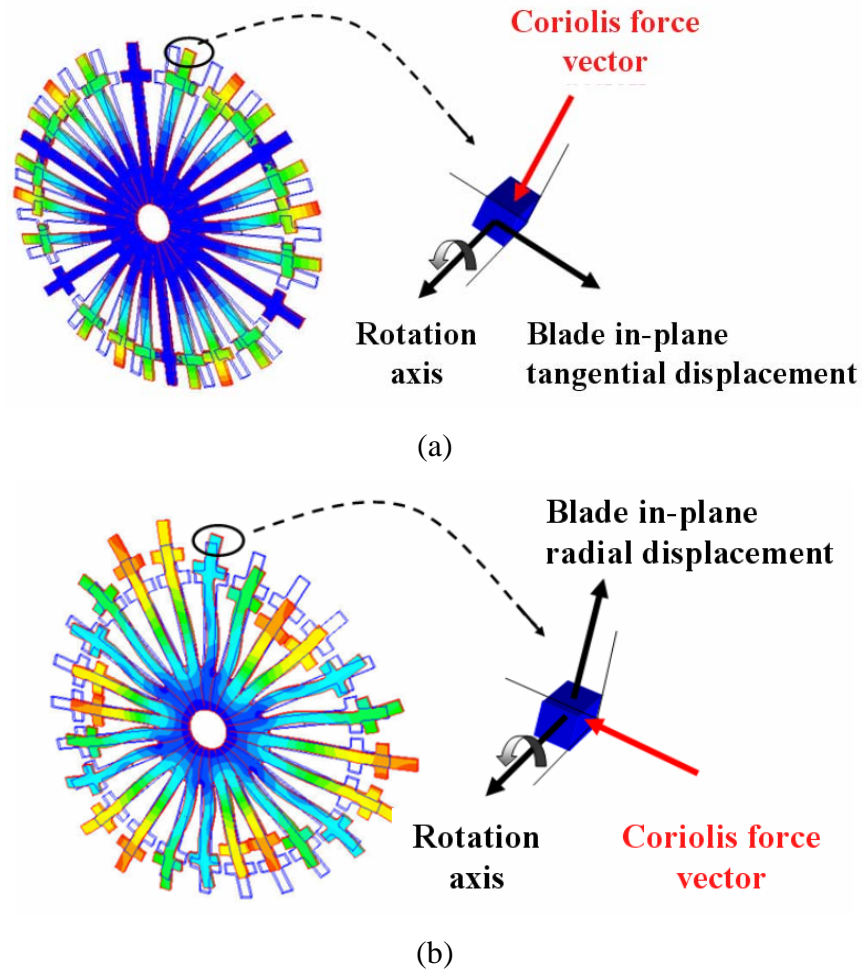 Coriolis force
vector
Rotation
axis
Blade in-plane
tangential displacement
(a)
Blade in-plane
radial displacement
Rotation
axis
Coriolis force
vector
(b)